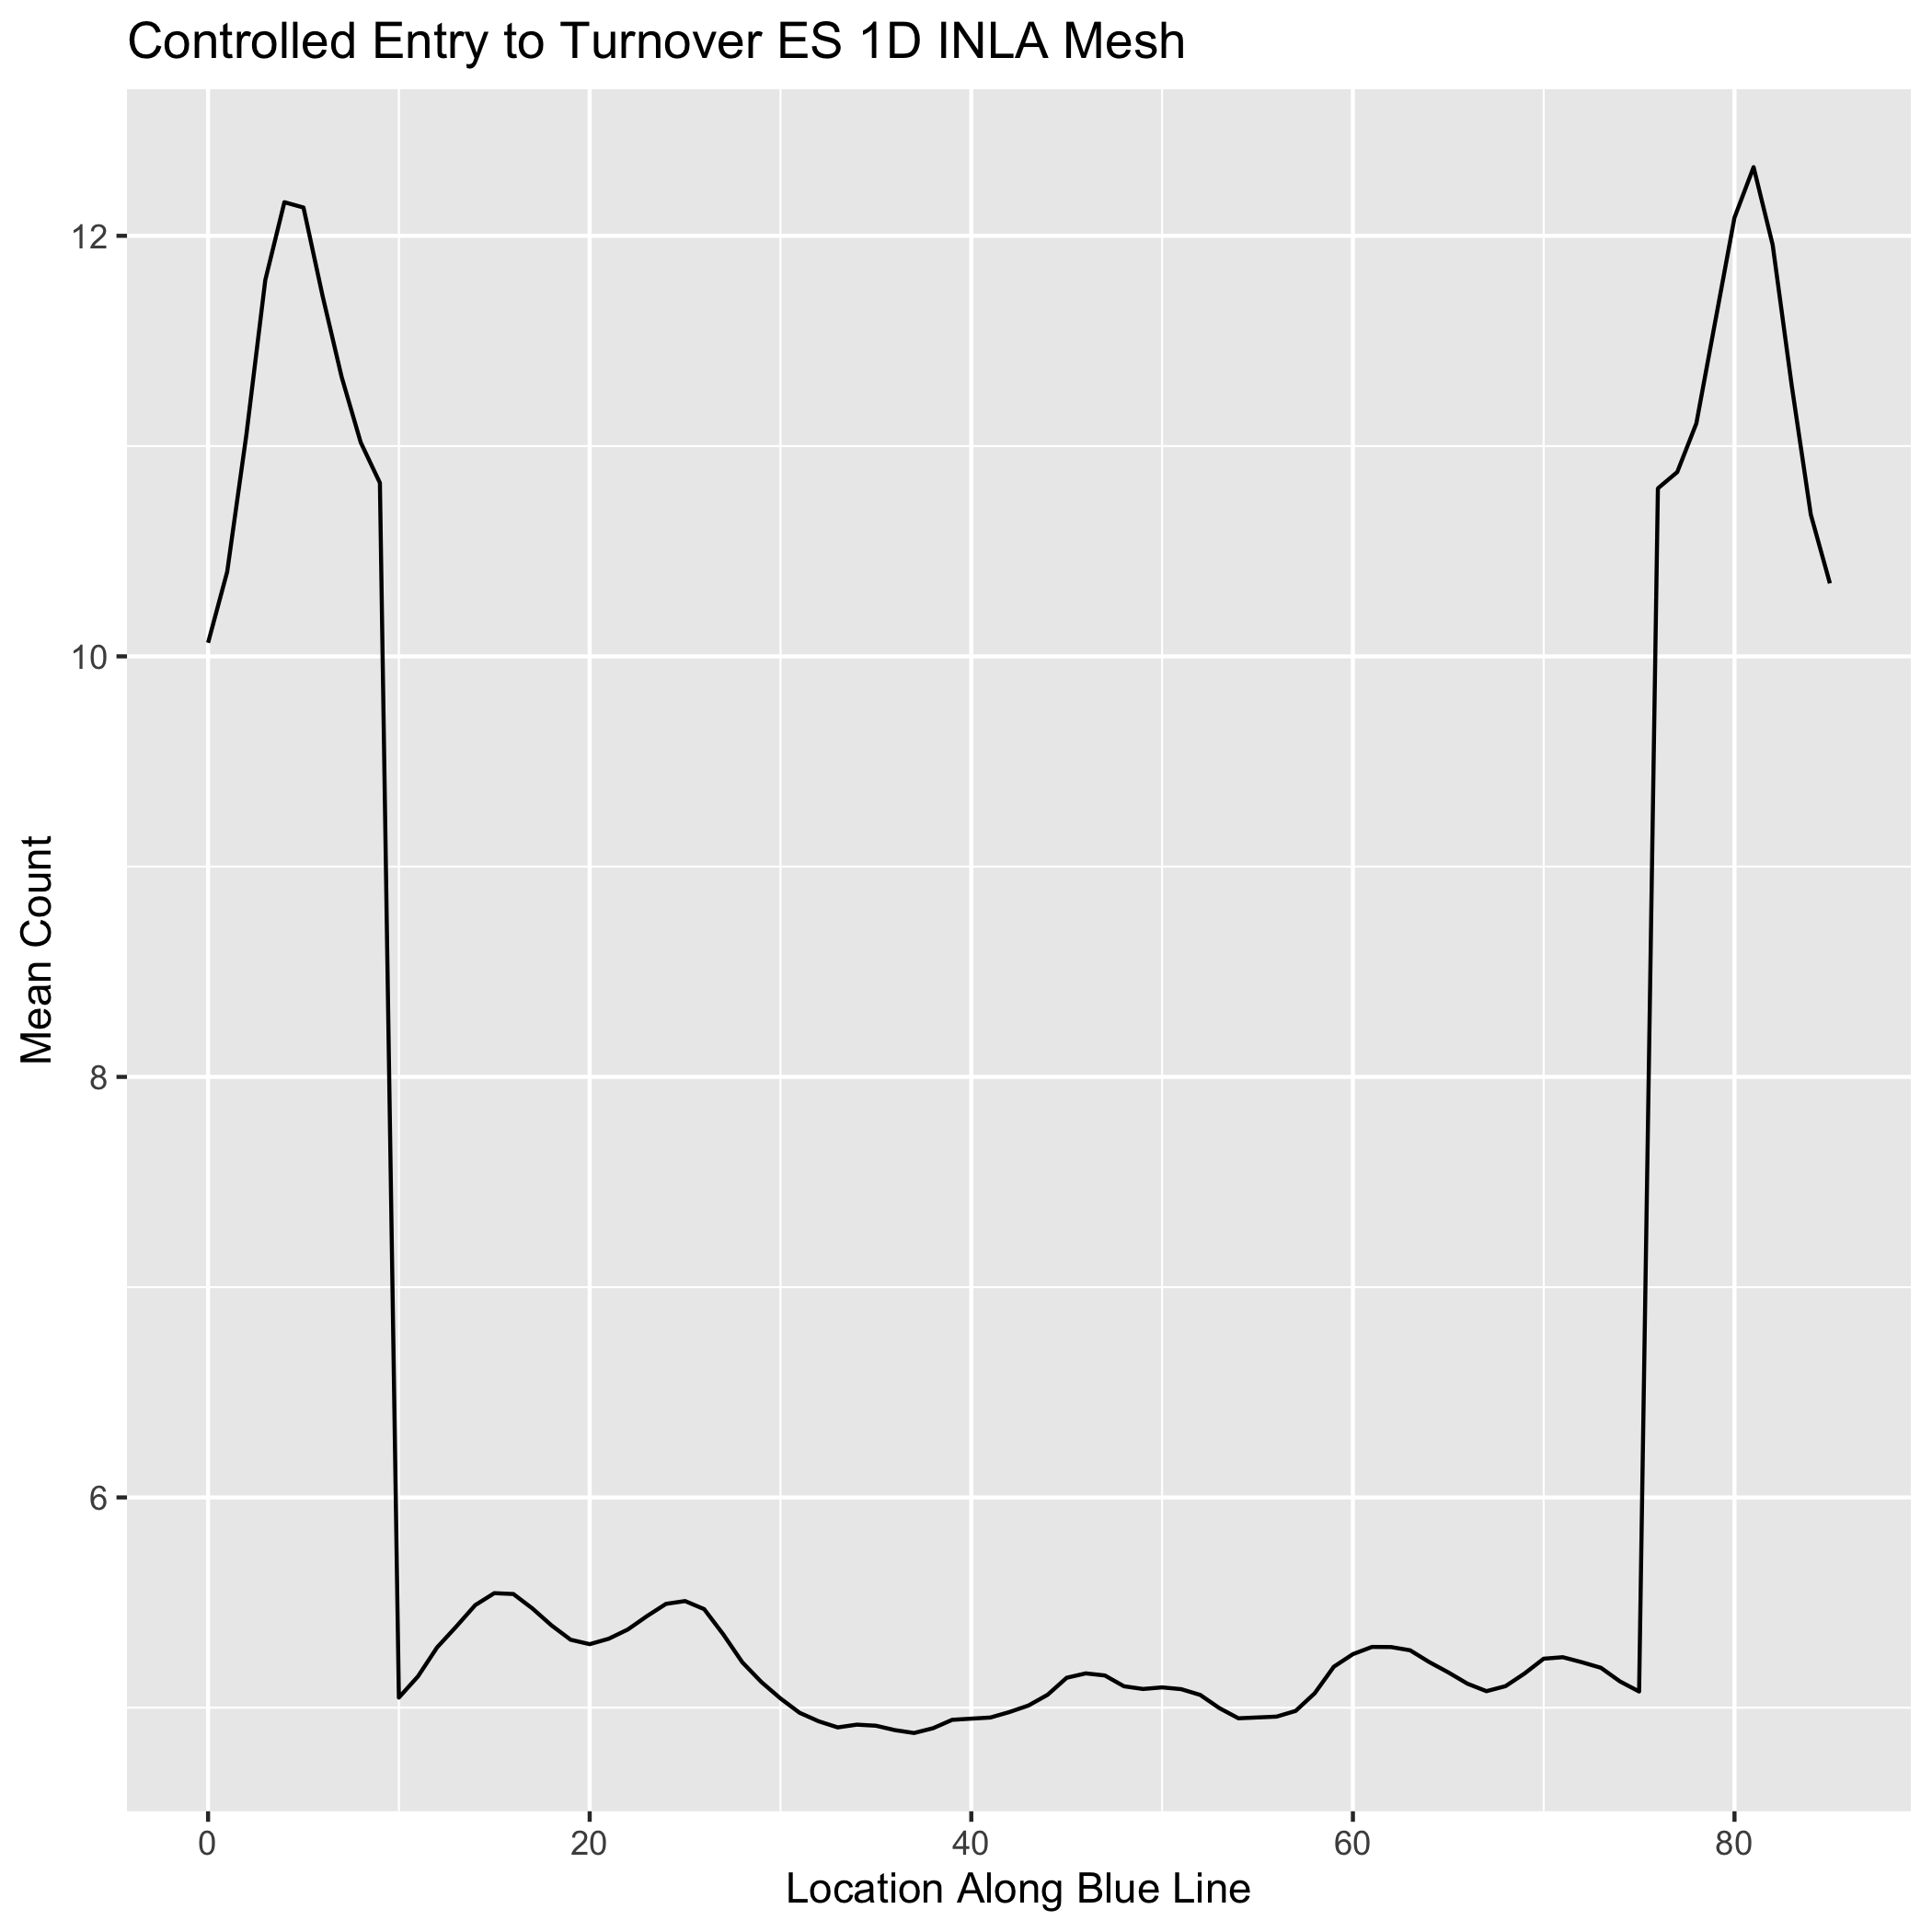 Controlled Entry to Turnover ES 1D INLA Mesh
12
10
8
6
Mean Count
0 20 40 60 80
Location Along Blue Line